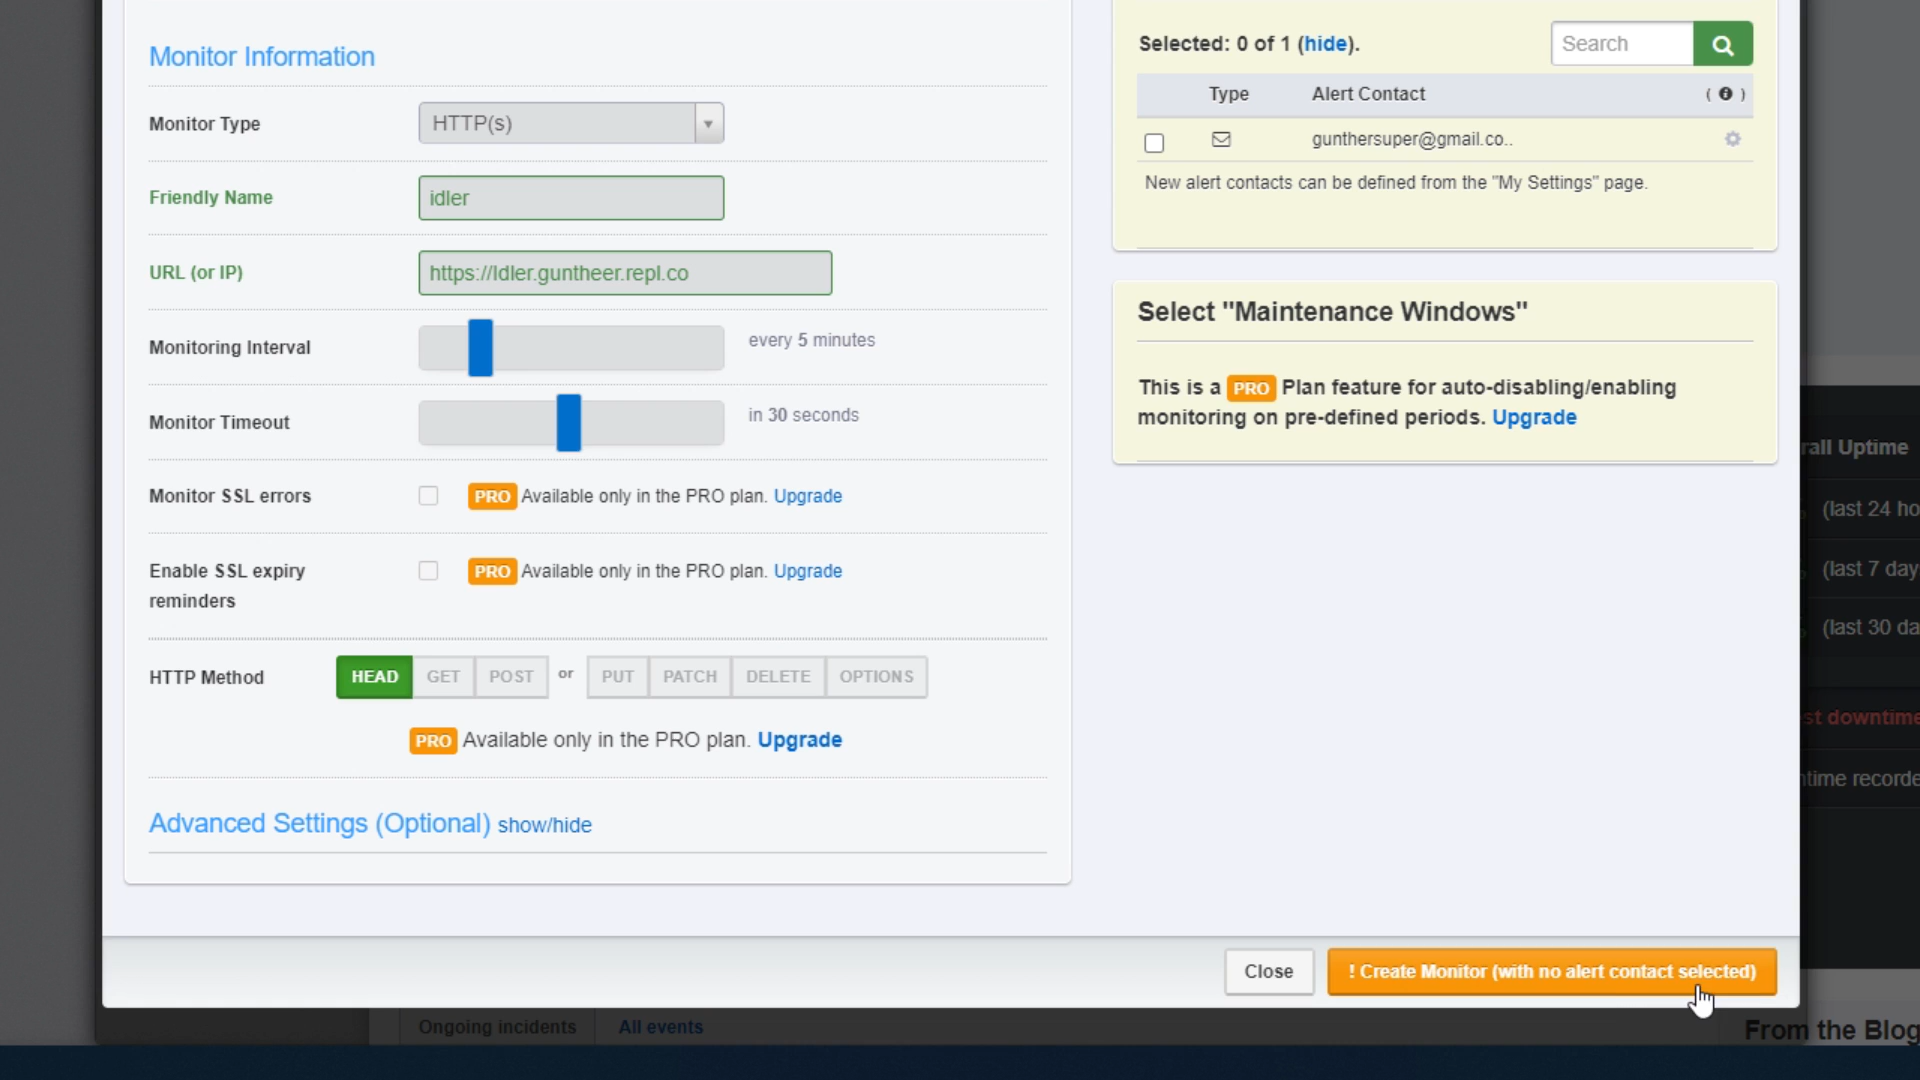 Monitor Information
Monitor Type
HTTP(s)
Friendly Name
idler
URL (or IP)
https://Idler.guntheer.repl.co
Monitoring Interval
every 5 minutes
Monitor Timeout
in 30 seconds
Monitor SSL errors
PRO Available only in the PRO plan. Upgrade
Enable SSL expiry
reminders
PRO Available only in the PRO plan. Upgrade
HTTP Method
HEAD GET POST or PUT PATCH DELETE OPTIONS
PRO Available only in the PRO plan. Upgrade
Advanced Settings (Optional) show/hide
Selected: 0 of 1 (hide).
Search
Type Alert Contact ( i )
gunthersuper@gmail.co..
New alert contacts can be defined from the "My Settings" page.
Select "Maintenance Windows"
This is a PRO Plan feature for auto-disabling/enabling
monitoring on pre-defined periods. Upgrade
Close
! Create Monitor (with no alert contact selected)
rall Uptime
(last 24 ho
(last 7 day
(last 30 da
st downtime
ntime recorde
Ongoing incidents All events
From the Blog